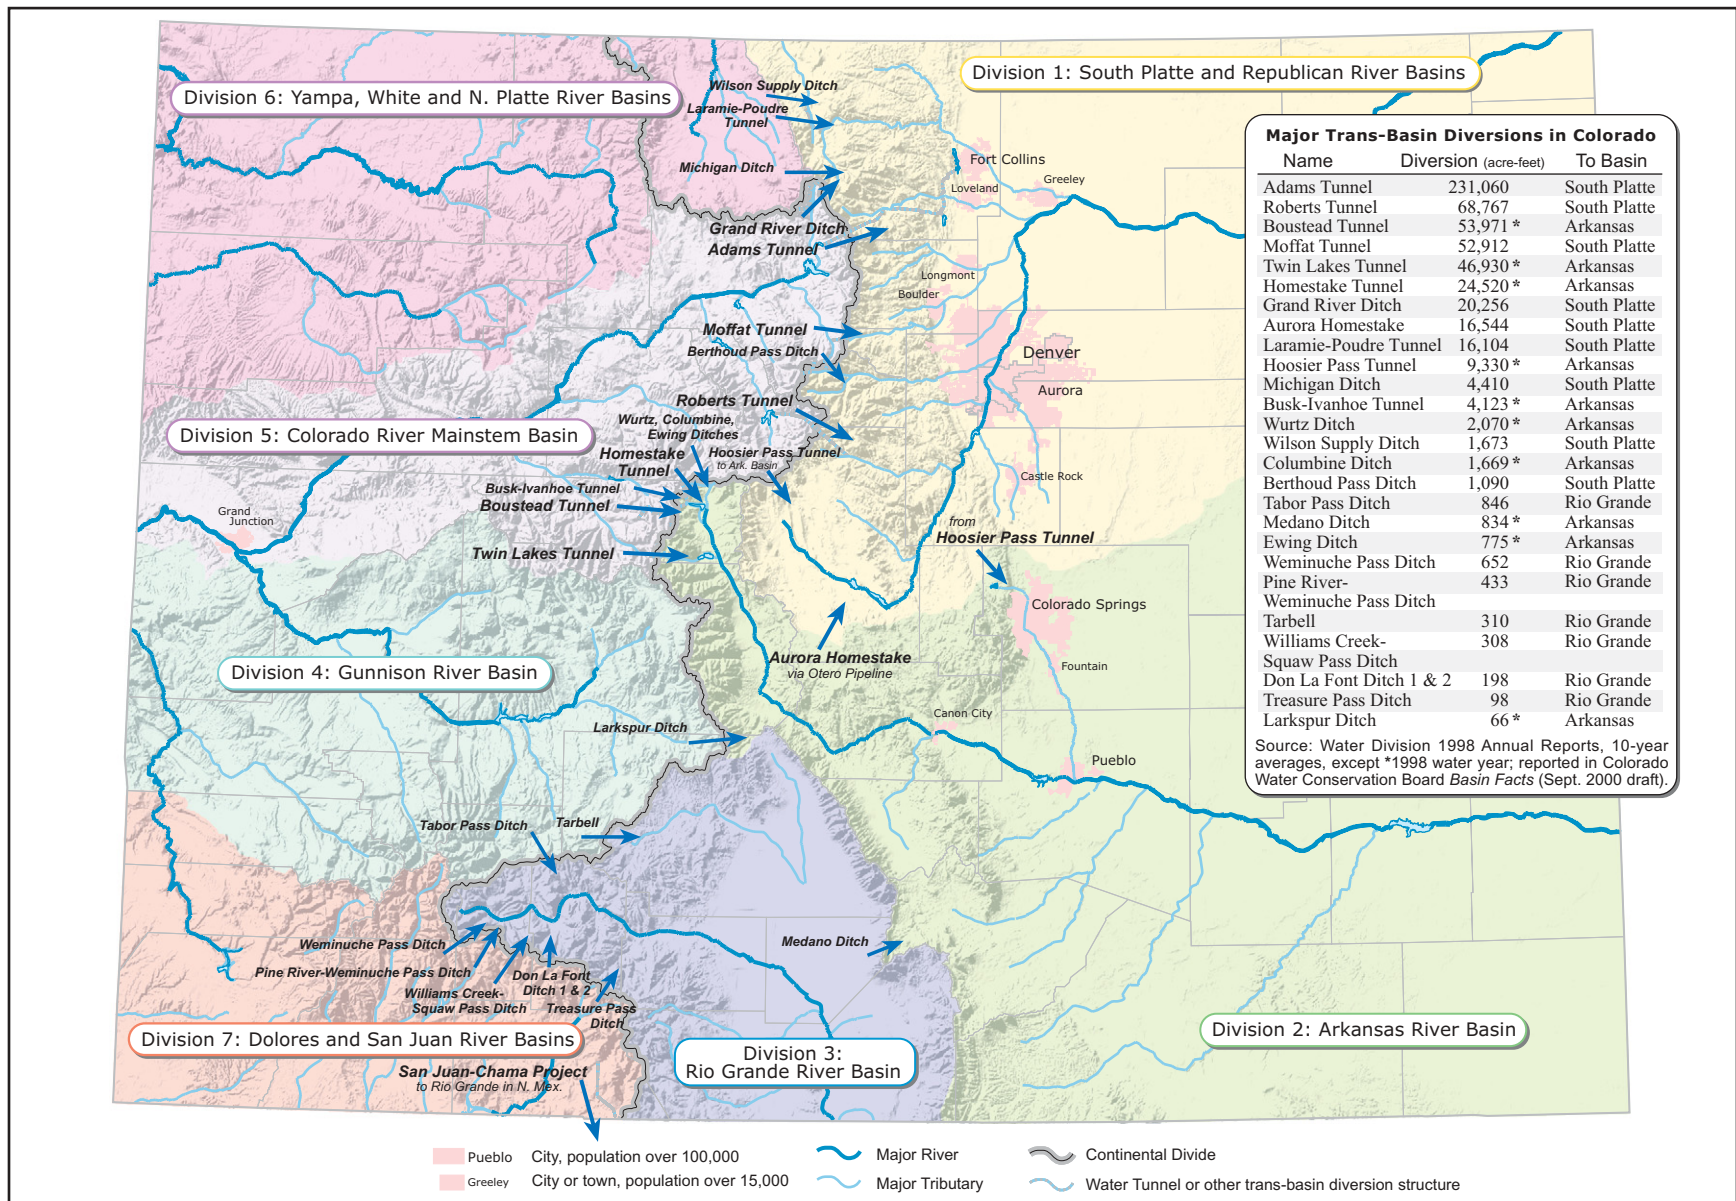 Division 6: Yampa, White and N. Platte River Basins
Wilson Supply Ditch
Laramie-Poudre
Tunnel
Michigan Ditch
Grand River Ditch
Adams Tunnel
Division 1: South Platte and Republican River Basins
Fort Collins
Loveland
Greeley
Longmont
Boulder
Denver
Aurora
Castle Rock
Moffat Tunnel
Berthoud Pass Ditch
Roberts Tunnel
Wurtz, Columbine,
Ewing Ditches
Homestake
Tunnel
Hoosier Pass Tunnel
to Ark. Basin
Busk-Ivanhoe Tunnel
Boustead Tunnel
Twin Lakes Tunnel
Division 5: Colorado River Mainstem Basin
Grand
Junction
from
Hoosier Pass Tunnel
Colorado Springs
Fountain
Aurora Homestake
via Otero Pipeline
Canon City
Pueblo
Division 4: Gunnison River Basin
Larkspur Ditch
Tabor Pass Ditch
Tarbell
Medano Ditch
Weminuche Pass Ditch
Pine River-Weminuche Pass Ditch
Williams Creek-
Squaw Pass Ditch
Don La Font
Ditch 1 & 2
Treasure Pass
Ditch
Division 7: Dolores and San Juan River Basins
San Juan-Chama Project
to Rio Grande in N. Mex.
Division 3:
Rio Grande River Basin
Division 2: Arkansas River Basin
Major Trans-Basin Diversions in Colorado
Name Diversion (acre-feet) To Basin
Adams Tunnel 231,060 South Platte
Roberts Tunnel 68,767 South Platte
Boustead Tunnel 53,971 * Arkansas
Moffat Tunnel 52,912 South Platte
Twin Lakes Tunnel 46,930 * Arkansas
Homestake Tunnel 24,520 * Arkansas
Grand River Ditch 20,256 South Platte
Aurora Homestake 16,544 South Platte
Laramie-Poudre Tunnel 16,104 South Platte
Hoosier Pass Tunnel 9,330 * Arkansas
Michigan Ditch 4,410 South Platte
Busk-Ivanhoe Tunnel 4,123 * Arkansas
Wurtz Ditch 2,070 * Arkansas
Wilson Supply Ditch 1,673 South Platte
Columbine Ditch 1,669 * Arkansas
Berthoud Pass Ditch 1,090 South Platte
Tabor Pass Ditch 846 Rio Grande
Medano Ditch 834 * Arkansas
Ewing Ditch 775 * Arkansas
Weminuche Pass Ditch 652 Rio Grande
Pine River- 433 Rio Grande
Weminuche Pass Ditch
Tarbell 310 Rio Grande
Williams Creek- 308 Rio Grande
Squaw Pass Ditch
Don La Font Ditch 1 & 2 198 Rio Grande
Treasure Pass Ditch 98 Rio Grande
Larkspur Ditch 66 * Arkansas
Source: Water Division 1998 Annual Reports, 10-year
averages, except *1998 water year; reported in Colorado
Water Conservation Board Basin Facts (Sept. 2000 draft).
Pueblo City, population over 100,000
Greeley City or town, population over 15,000
Major River
Major Tributary
Continental Divide
Water Tunnel or other trans-basin diversion structure